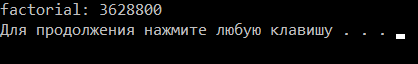 factorial: 3628800
Для продолжения нажмите любую клавишу . . .